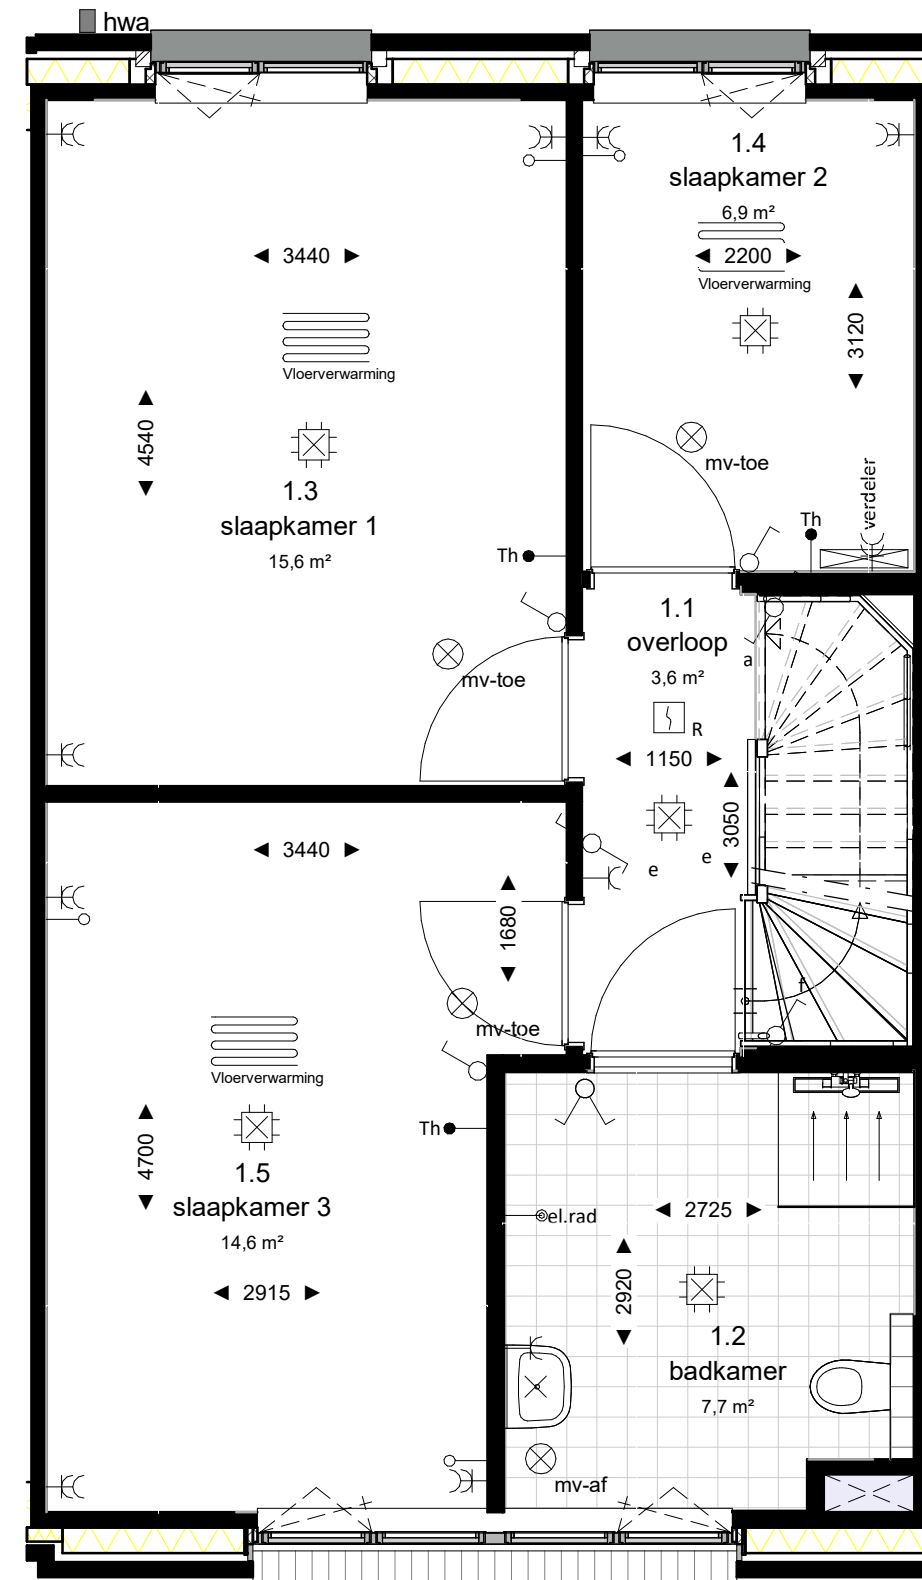 hwa
1.4
slaapkamer 2
6,9 m²
3440
2200
Vloerverwarming
3120
Vloerverwarming
4540
mv-toe
1.3
slaapkamer 1
15,6 m²
verdeler
Th
Th
1.1
overloop
3,6 m²
a
mv-toe
R
1150
3050
3440
e
e
1680
f
mv-toe
Vloerverwarming
Th
4700
1.5
slaapkamer 3
14,6 m²
2915
el.rad
2725
2920
1.2
badkamer
7,7 m²
mv-af